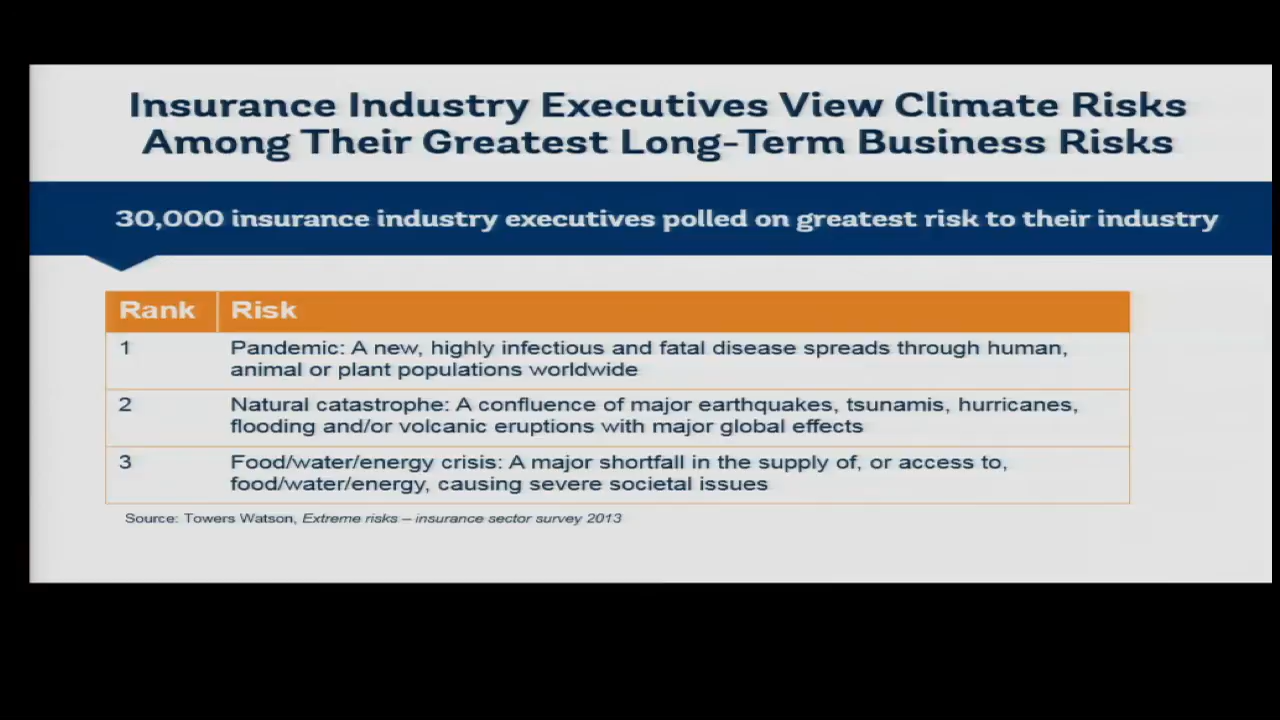 Insurance Industry Executives View Climate Risks
Among Their Greatest Long-Term Business Risks
30,000 insurance industry executives polled on greatest risk to their industry
Rank Risk
1 Pandemic: A new, highly infectious and fatal disease spreads through human,
animal or plant populations worldwide
2 Natural catastrophe: A confluence of major earthquakes, tsunamis, hurricanes,
flooding and/or volcanic eruptions with major global effects
3 Food/water/energy crisis: A major shortfall in the supply of, or access to,
food/water/energy, causing severe societal issues
Source: Towers Watson, Extreme risks – insurance sector survey 2013